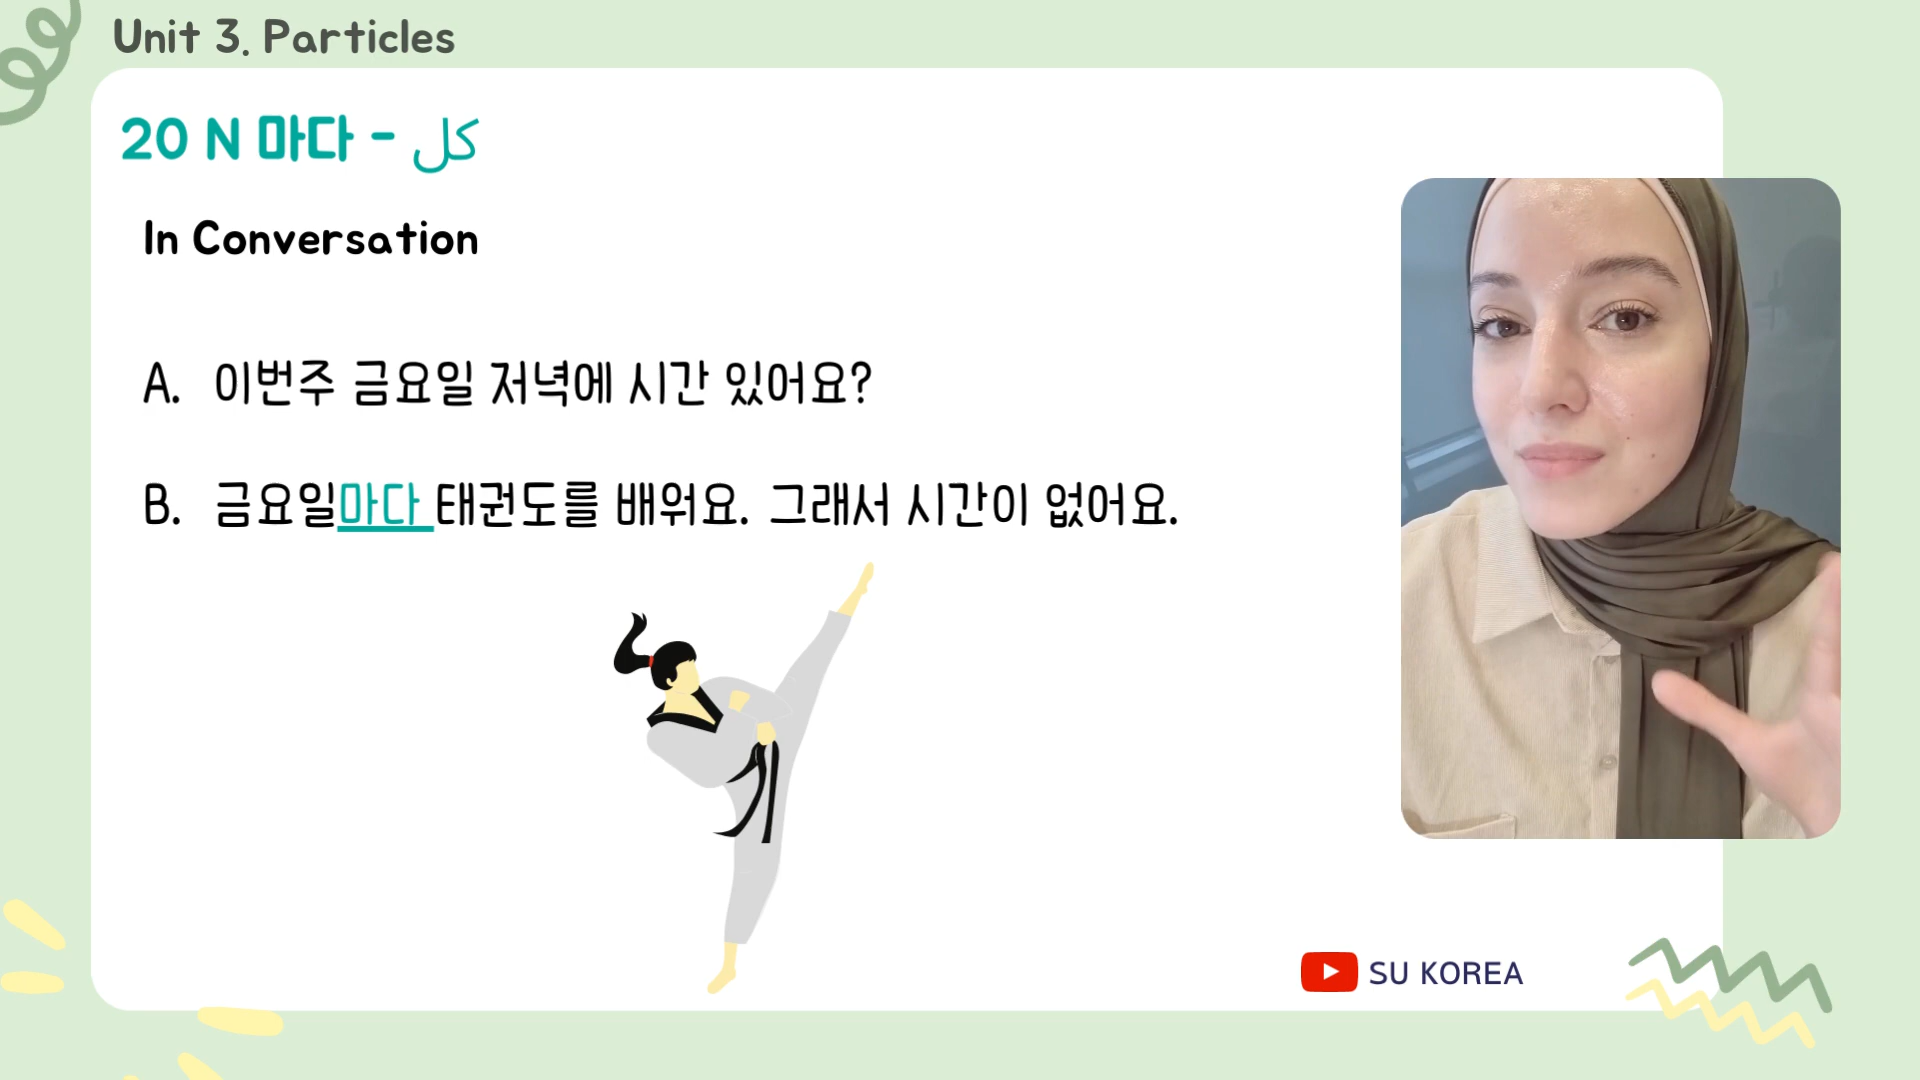 Unit 3. Particles
20 N 마다 - كل
In Conversation
A. 이번주 금요일 저녁에 시간 있어요?
B. 금요일마다 태권도를 배워요. 그래서 시간이 없어요.
SU KOREA